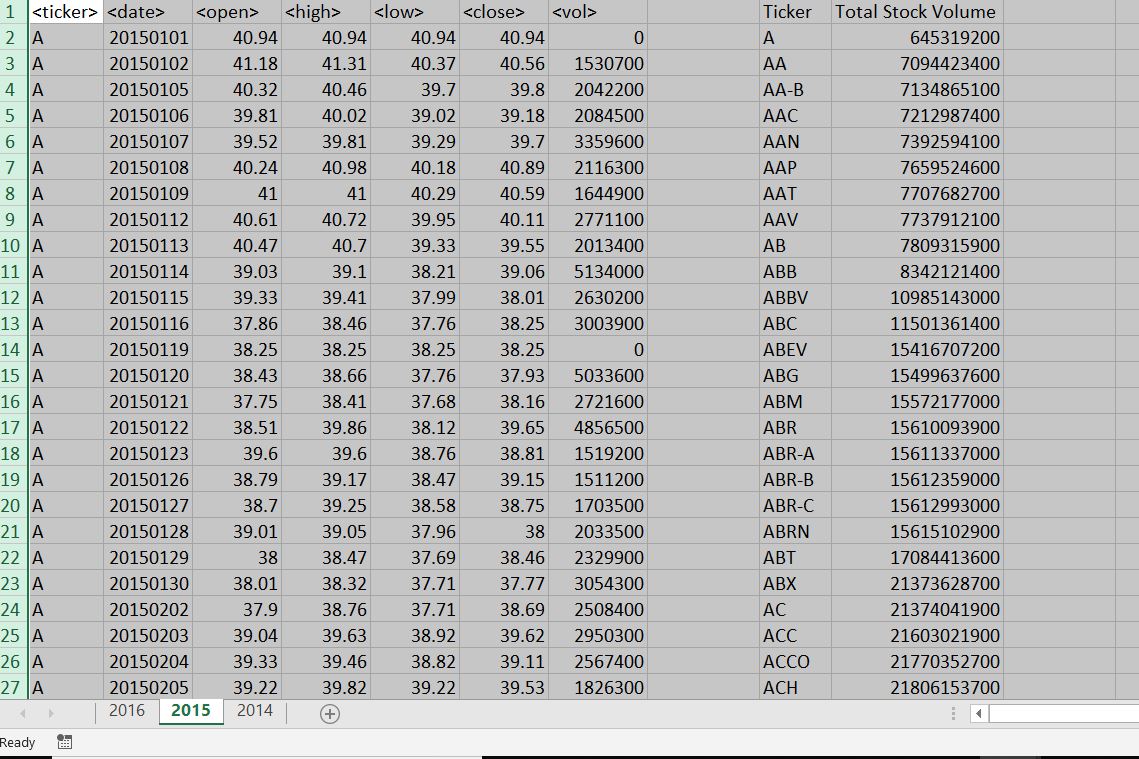 1 <ticker> <date> <open> <high> <low> <close> <vol> Ticker Total Stock Volume
2 A 20150101 40.94 40.94 40.94 40.94 0 A 645319200
3 A 20150102 41.18 41.31 40.37 40.56 1530700 AA 7094423400
4 A 20150105 40.32 40.46 39.7 39.8 2042200 AA-B 7134865100
5 A 20150106 39.81 40.02 39.02 39.18 2084500 AAC 7212987400
6 A 20150107 39.52 39.81 39.29 39.7 3359600 AAN 7392594100
7 A 20150108 40.24 40.98 40.18 40.89 2116300 AAP 7659524600
8 A 20150109 41 41 40.29 40.59 1644900 AAT 7707682700
9 A 20150112 40.61 40.72 39.95 40.11 2771100 AAV 7737912100
10 A 20150113 40.47 40.7 39.33 39.55 2013400 AB 7809315900
11 A 20150114 39.03 39.1 38.21 39.06 5134000 ABB 8342121400
12 A 20150115 39.33 39.41 37.99 38.01 2630200 ABBV 10985143000
13 A 20150116 37.86 38.46 37.76 38.25 3003900 ABC 11501361400
14 A 20150119 38.25 38.25 38.25 38.25 0 ABEV 15416707200
15 A 20150120 38.43 38.66 37.76 37.93 5033600 ABG 15499637600
16 A 20150121 37.75 38.41 37.68 38.16 2721600 ABM 15572177000
17 A 20150122 38.51 39.86 38.12 39.65 4856500 ABR 15610093900
18 A 20150123 39.6 39.6 38.76 38.81 1519200 ABR-A 15611337000
19 A 20150126 38.79 39.17 38.47 39.15 1511200 ABR-B 15612359000
20 A 20150127 38.7 39.25 38.58 38.75 1703500 ABR-C 15612993000
21 A 20150128 39.01 39.05 37.96 38 2033500 ABRN 15615102900
22 A 20150129 38 38.47 37.69 38.46 2329900 ABT 17084413600
23 A 20150130 38.01 38.32 37.71 37.77 3054300 ABX 21373628700
24 A 20150202 37.9 38.76 37.71 38.69 2508400 AC 21374041900
25 A 20150203 39.04 39.63 38.92 39.62 2950300 ACC 21603021900
26 A 20150204 39.33 39.46 38.82 39.11 2567400 ACCO 21770352700
27 A 20150205 39.22 39.82 39.22 39.53 1826300 ACH 21806153700
2016 2015 2014
Ready